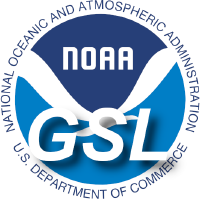 NATIONAL OCEANIC AND ATMOSPHERIC ADMINISTRATION
NOAA
GSL
U.S. DEPARTMENT OF COMMERCE